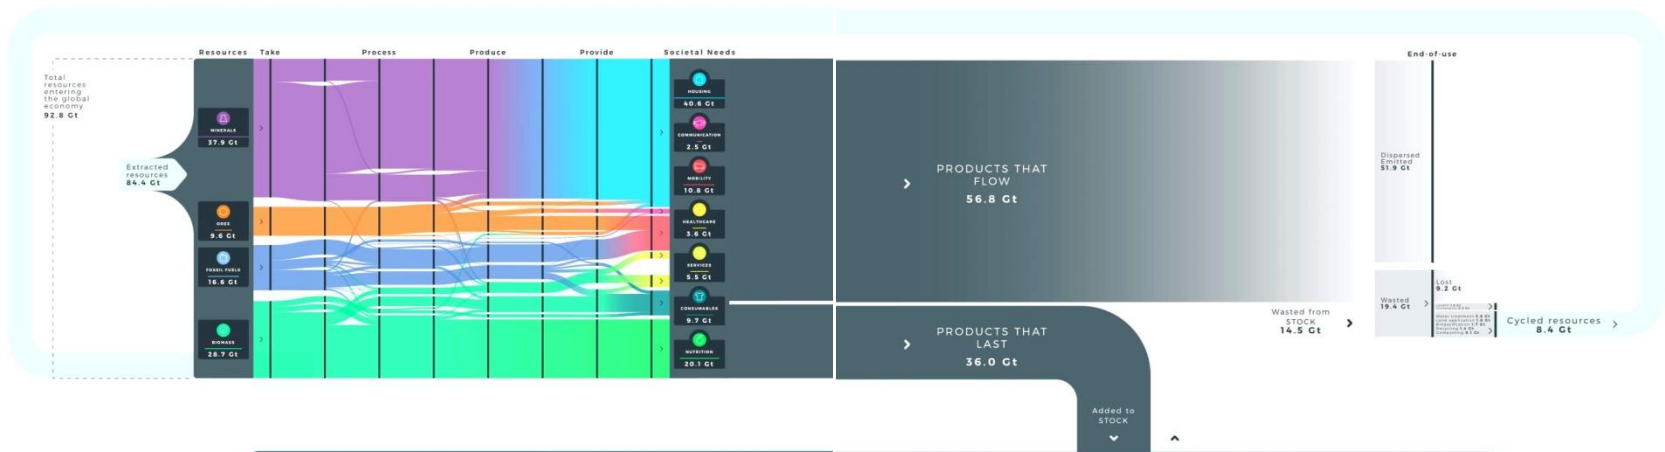 Resources
Take
Process
Produce
Provide
Societal Needs
End-of-use
Total
resources
entering
the global
economy
92.8 Gt
Extracted
resources
84.4 Gt
MINERALS
37.9 Gt
ORES
9.6 Gt
FOSSIL FUELS
16.6 Gt
BIOMASS
28.7 Gt
HOUSING
40.6 Gt
COMMUNICATION
2.5 Gt
MOBILITY
10.8 Gt
HEALTHCARE
3.6 Gt
SERVICES
5.5 Gt
CONSUMABLES
9.7 Gt
NUTRITION
20.1 Gt
PRODUCTS THAT
FLOW
56.8 Gt
PRODUCTS THAT
LAST
36.0 Gt
Added to
STOCK
Wasted from
STOCK
14.5 Gt
Dispersed
Emitted
51.9 Gt
Wasted
19.4 Gt
Lost
9.2 Gt
Cycled resources
8.4 Gt